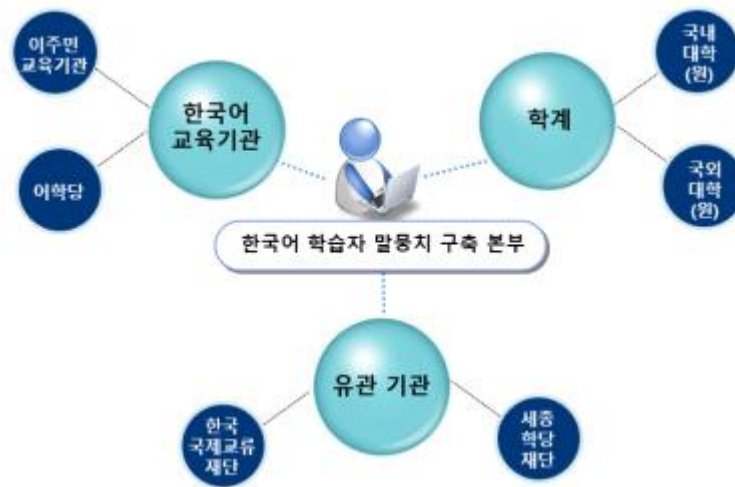 이주민
교육기관
한국어
교육기관
어학당
학계
국내
대학
(원)
국외
대학
(원)
한국어 학습자 말뭉치 구축 본부
유관 기관
한국
국제교류
재단
세종
학당
재단